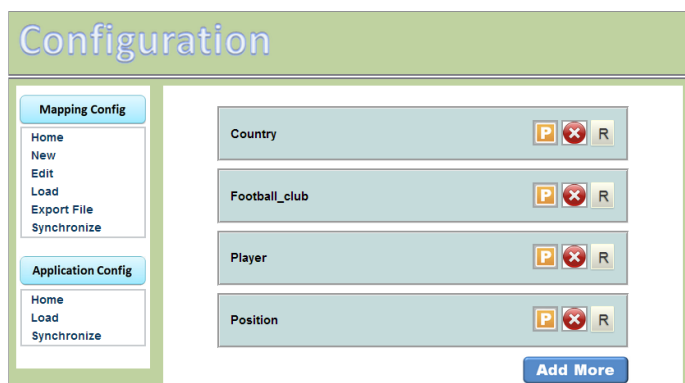 Configuration
Mapping Config
Home
New
Edit
Load
Export File
Synchronize
Application Config
Home
Load
Synchronize
Country P R
Football_club P R
Player P R
Position P R
Add More